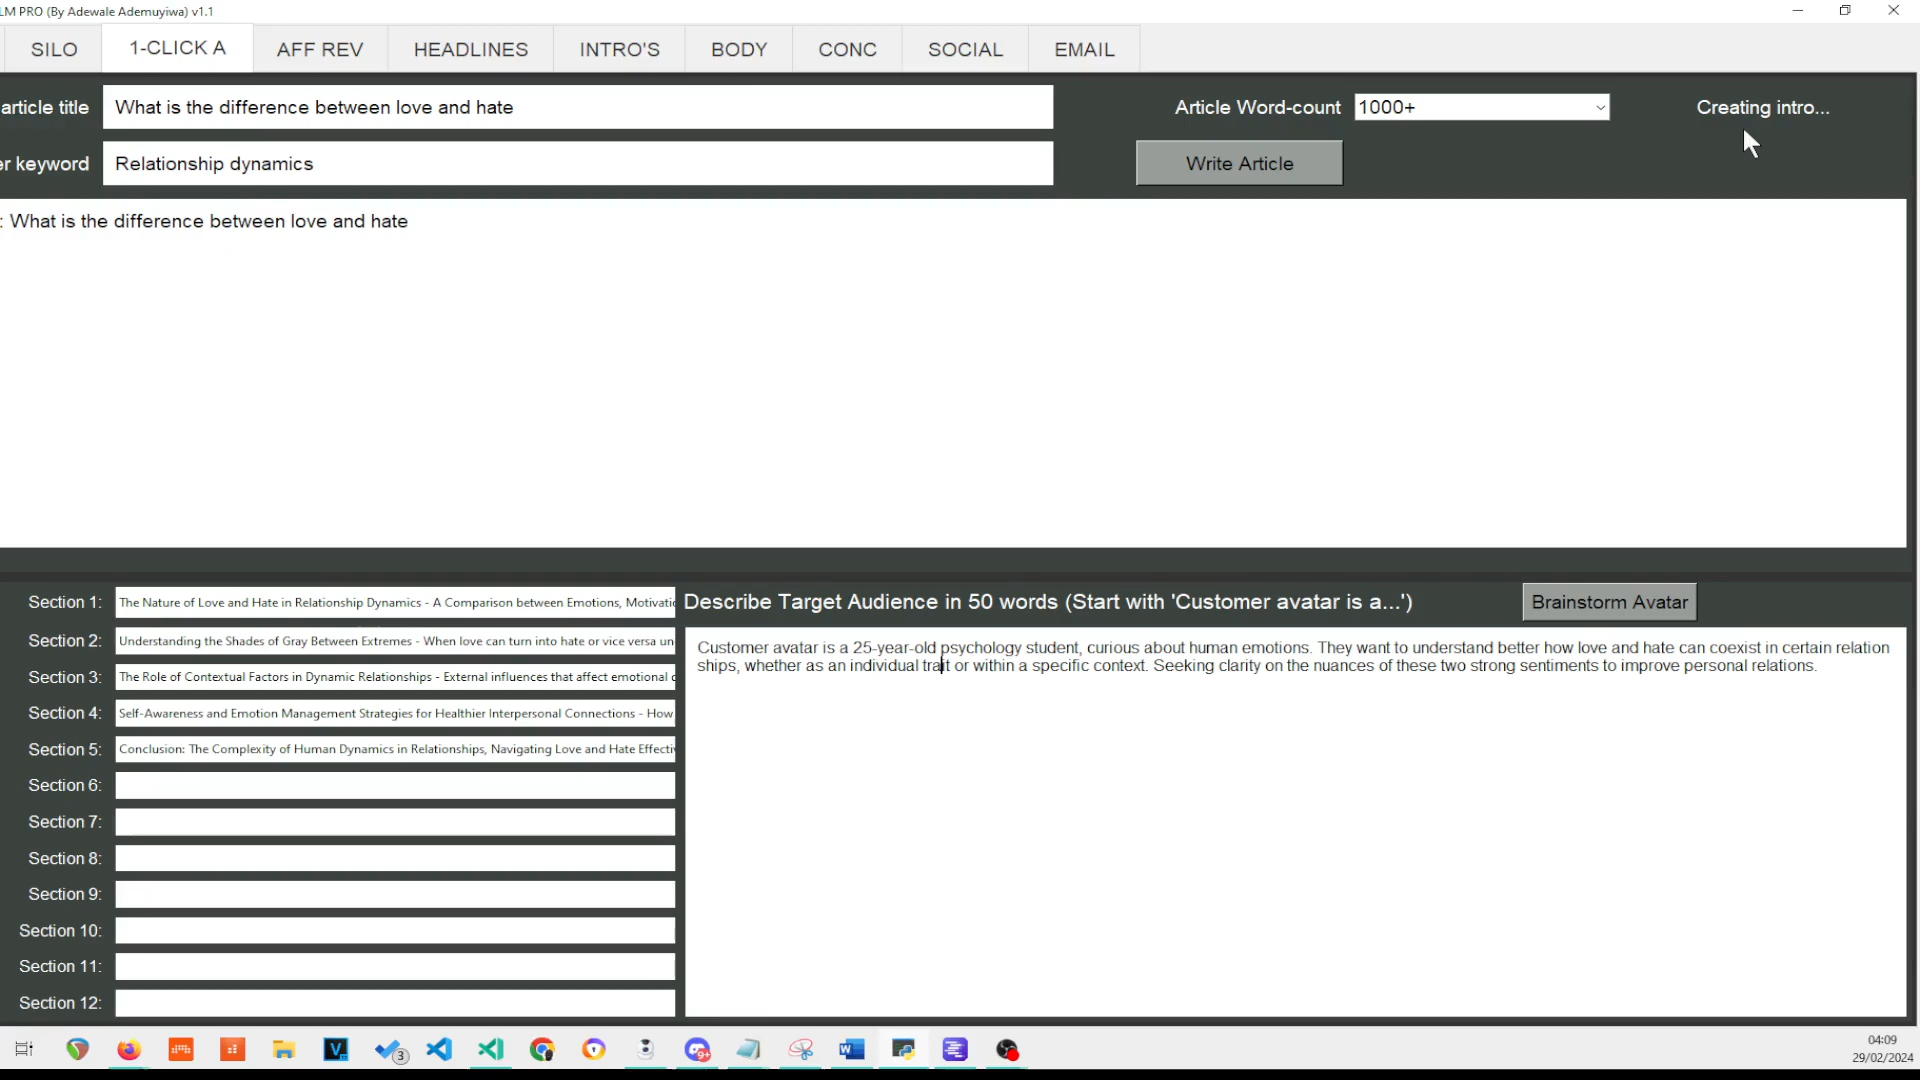 LM PRO (By Adewale Ademuyiwa) v1.1
SILO 1-CLICK A AFF REV HEADLINES INTRO'S BODY CONC SOCIAL EMAIL
article title What is the difference between love and hate Article Word-count 1000+ Creating intro...
er keyword Relationship dynamics Write Article
: What is the difference between love and hate
Section 1: The Nature of Love and Hate in Relationship Dynamics - A Comparison between Emotions, Motivatio
Section 2: Understanding the Shades of Gray Between Extremes - When love can turn into hate or vice versa un
Section 3: The Role of Contextual Factors in Dynamic Relationships - External influences that affect emotional c
Section 4: Self-Awareness and Emotion Management Strategies for Healthier Interpersonal Connections - How
Section 5: Conclusion: The Complexity of Human Dynamics in Relationships, Navigating Love and Hate Effecti
Section 6:
Section 7:
Section 8:
Section 9:
Section 10:
Section 11:
Section 12:
Describe Target Audience in 50 words (Start with 'Customer avatar is a...') Brainstorm Avatar
Customer avatar is a 25-year-old psychology student, curious about human emotions. They want to understand better how love and hate can coexist in certain relation
ships, whether as an individual trait or within a specific context. Seeking clarity on the nuances of these two strong sentiments to improve personal relations.
3
9+
04:09
29/02/2024